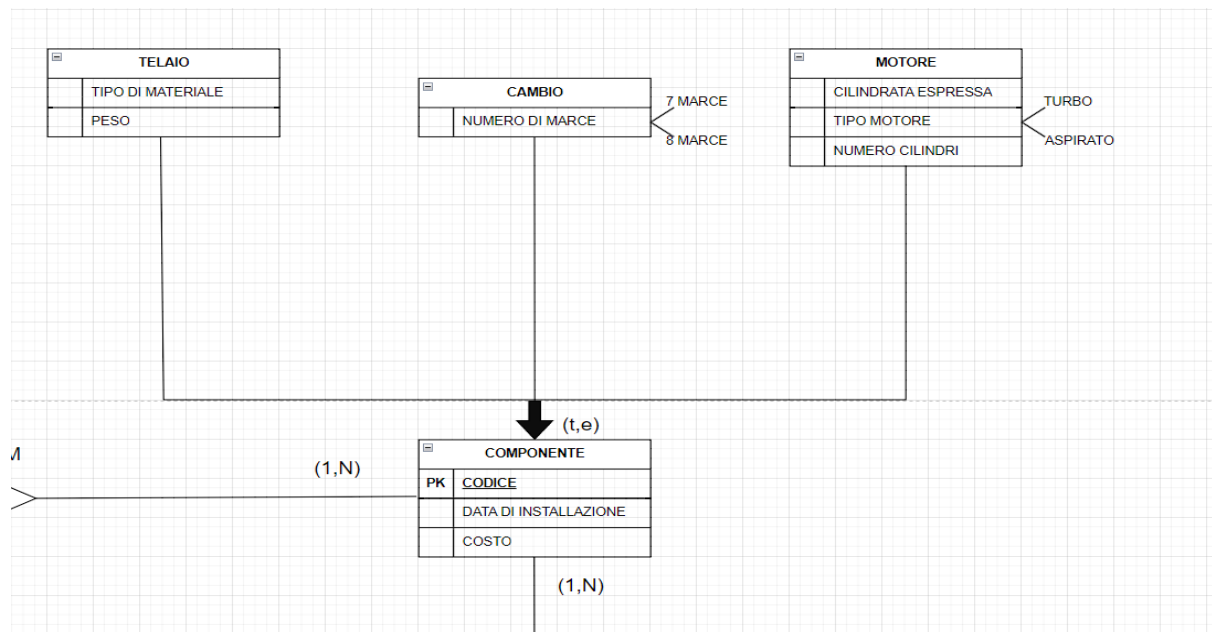 TELAIO
TIPO DI MATERIALE
PESO
CAMBIO
NUMERO DI MARCE
7 MARCE
8 MARCE
MOTORE
CILINDRATA ESPRESSA
TIPO MOTORE
NUMERO CILINDRI
TURBO
ASPIRATO
(t,e)
M
(1,N)
COMPONENTE
PK CODICE
DATA DI INSTALLAZIONE
COSTO
(1,N)